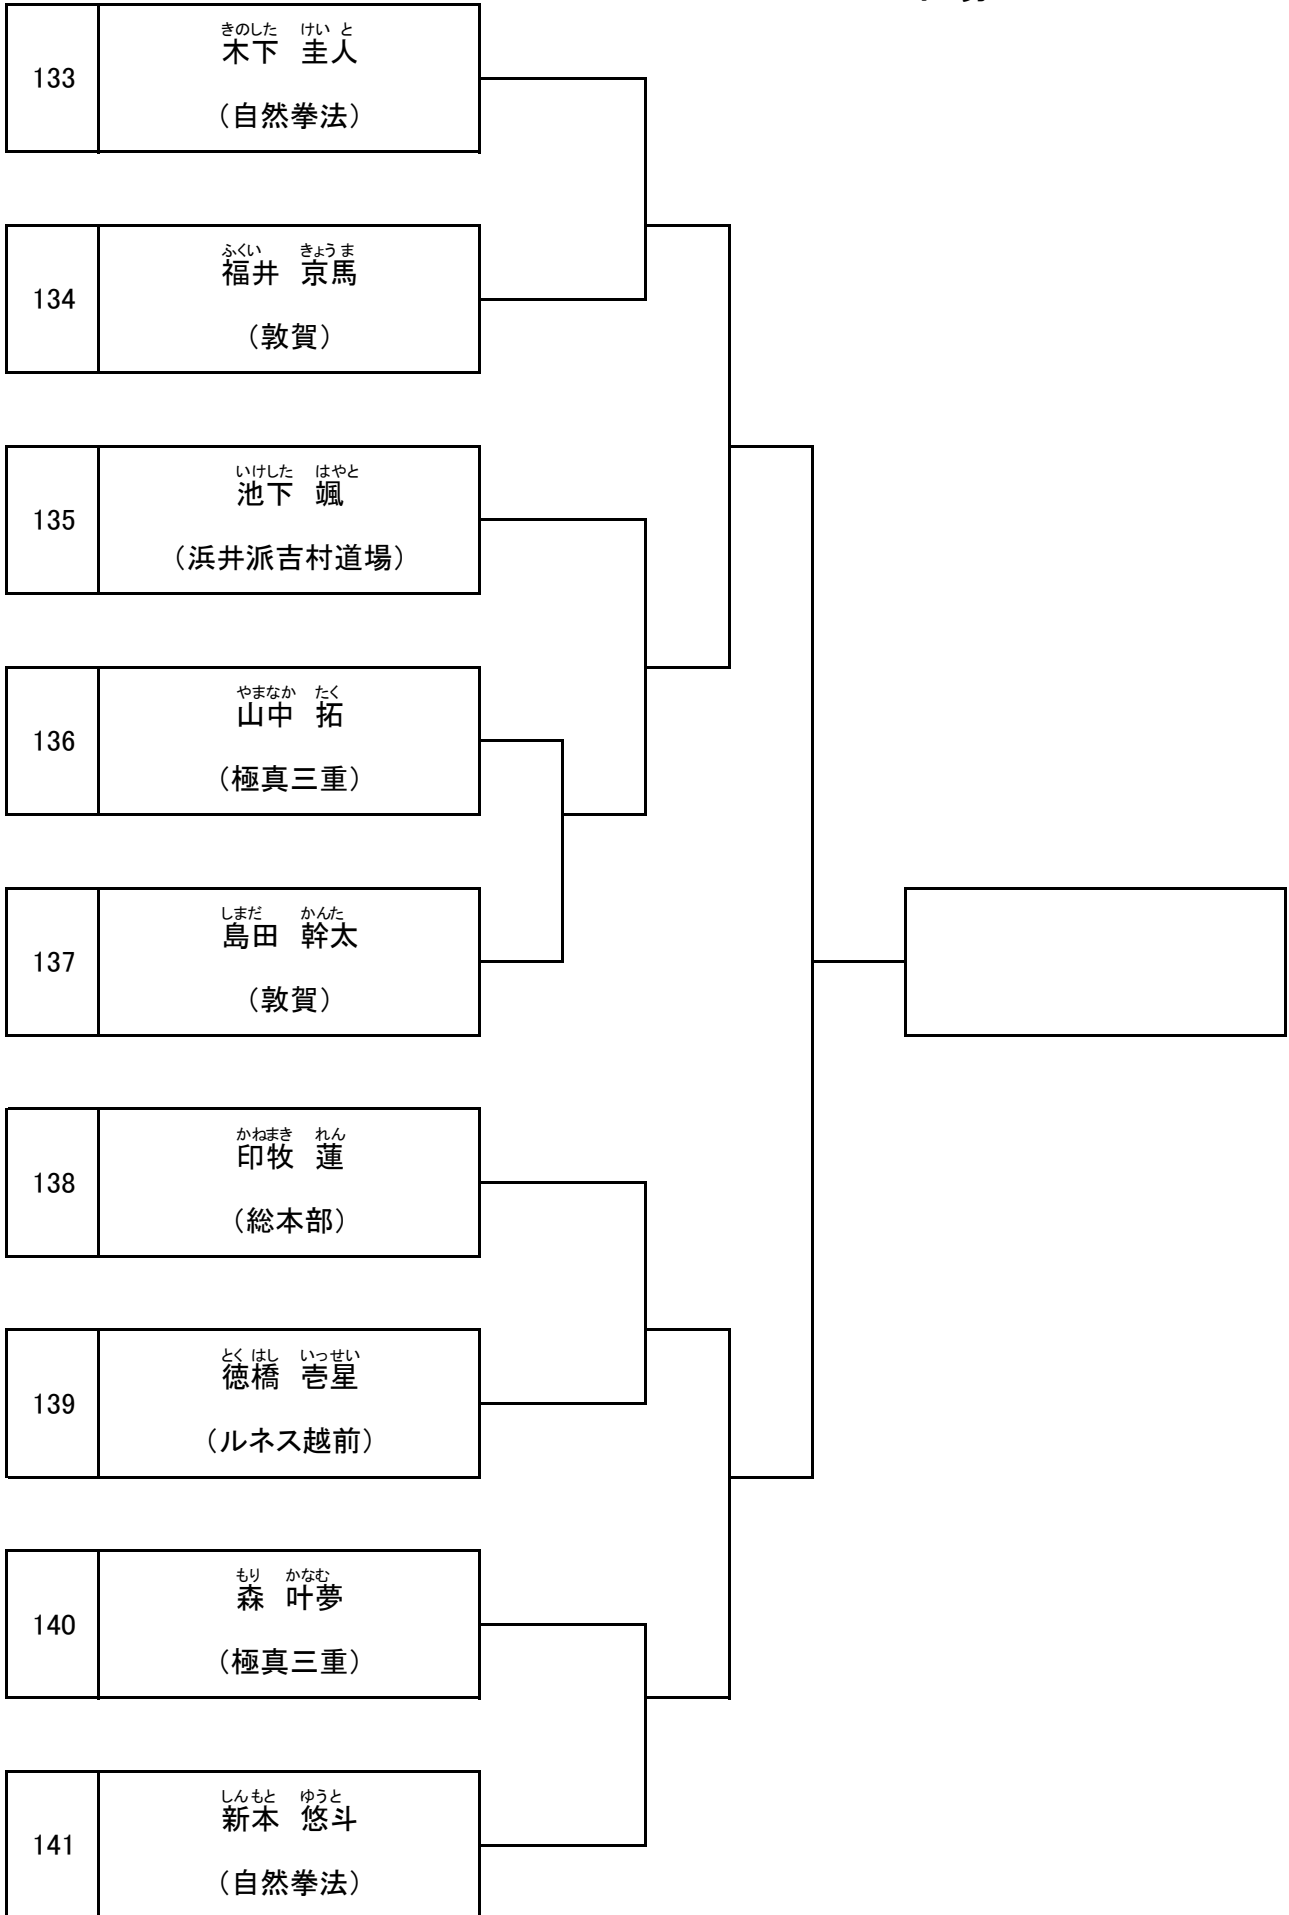 133
きのした けいと
木下 圭人
（自然拳法）
134
ふくい きょうま
福井 京馬
（敦賀）
135
いけした はやと
池下 颯
（浜井派吉村道場）
136
やまなか たく
山中 拓
（極真三重）
137
しまだ かんた
島田 幹太
（敦賀）
138
かねまき れん
印牧 蓮
（総本部）
139
とくはし いっせい
徳橋 壱星
（ルネス越前）
140
もり かなむ
森 叶夢
（極真三重）
141
しんもと ゆうと
新本 悠斗
（自然拳法）